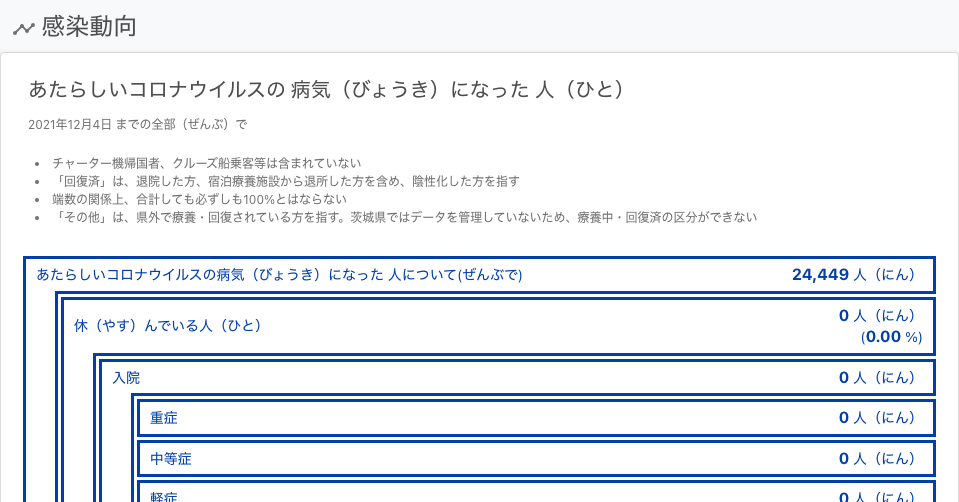 感染動向
あたらしいコロナウイルスの 病気（びょうき）になった 人（ひと）
2021年12月4日 までの全部（ぜんぶ）で
チャーター機帰国者、クルーズ船乗客等は含まれていない
「回復済」は、退院した方、宿泊療養施設から退所した方を含め、陰性化した方を指す
端数の関係上、合計しても必ずしも100%とはならない
「その他」は、県外で療養・回復されている方を指す。茨城県ではデータを管理していないため、療養中・回復済の区分ができない
あたらしいコロナウイルスの病気（びょうき）になった 人について(ぜんぶで) 24,449 人（にん）
休（やす）んでいる人（ひと） 0 人（にん）
(0.00 %)
入院 0 人（にん）
重症 0 人（にん）
中等症 0 人（にん）
軽症 0 人（にん）